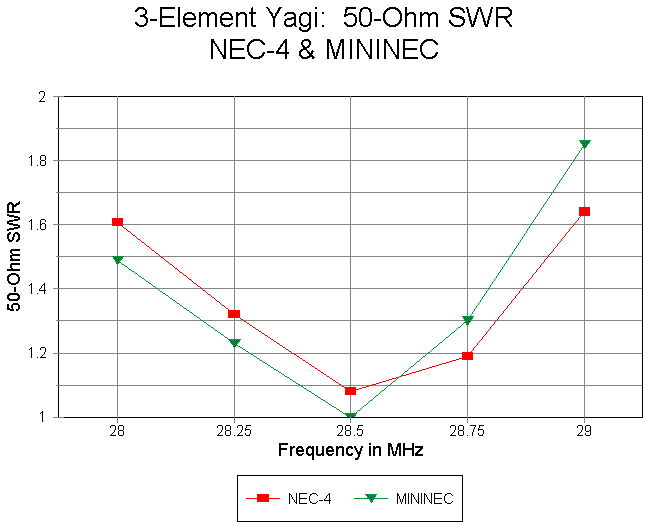 3-Element Yagi:  50-Ohm SWR
NEC-4 & MININEC
50-Ohm SWR
2
1.8
1.6
1.4
1.2
1
28 28.25 28.5 28.75 29
Frequency in MHz
NEC-4 MININEC